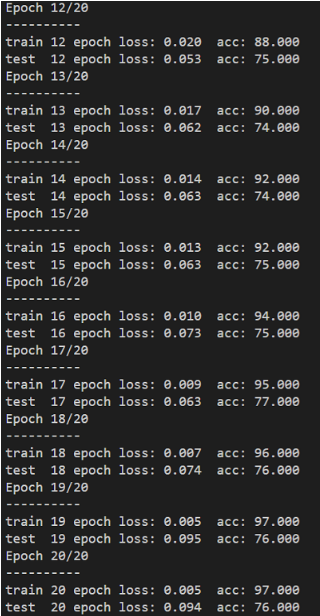 Epoch 12/20
----------
train 12 epoch loss: 0.020  acc: 88.000
test  12 epoch loss: 0.053  acc: 75.000
Epoch 13/20
----------
train 13 epoch loss: 0.017  acc: 90.000
test  13 epoch loss: 0.062  acc: 74.000
Epoch 14/20
----------
train 14 epoch loss: 0.014  acc: 92.000
test  14 epoch loss: 0.063  acc: 74.000
Epoch 15/20
----------
train 15 epoch loss: 0.013  acc: 92.000
test  15 epoch loss: 0.063  acc: 75.000
Epoch 16/20
----------
train 16 epoch loss: 0.010  acc: 94.000
test  16 epoch loss: 0.073  acc: 75.000
Epoch 17/20
----------
train 17 epoch loss: 0.009  acc: 95.000
test  17 epoch loss: 0.063  acc: 77.000
Epoch 18/20
----------
train 18 epoch loss: 0.007  acc: 96.000
test  18 epoch loss: 0.074  acc: 76.000
Epoch 19/20
----------
train 19 epoch loss: 0.005  acc: 97.000
test  19 epoch loss: 0.095  acc: 76.000
Epoch 20/20
----------
train 20 epoch loss: 0.005  acc: 97.000
test  20 epoch loss: 0.094  acc: 76.000